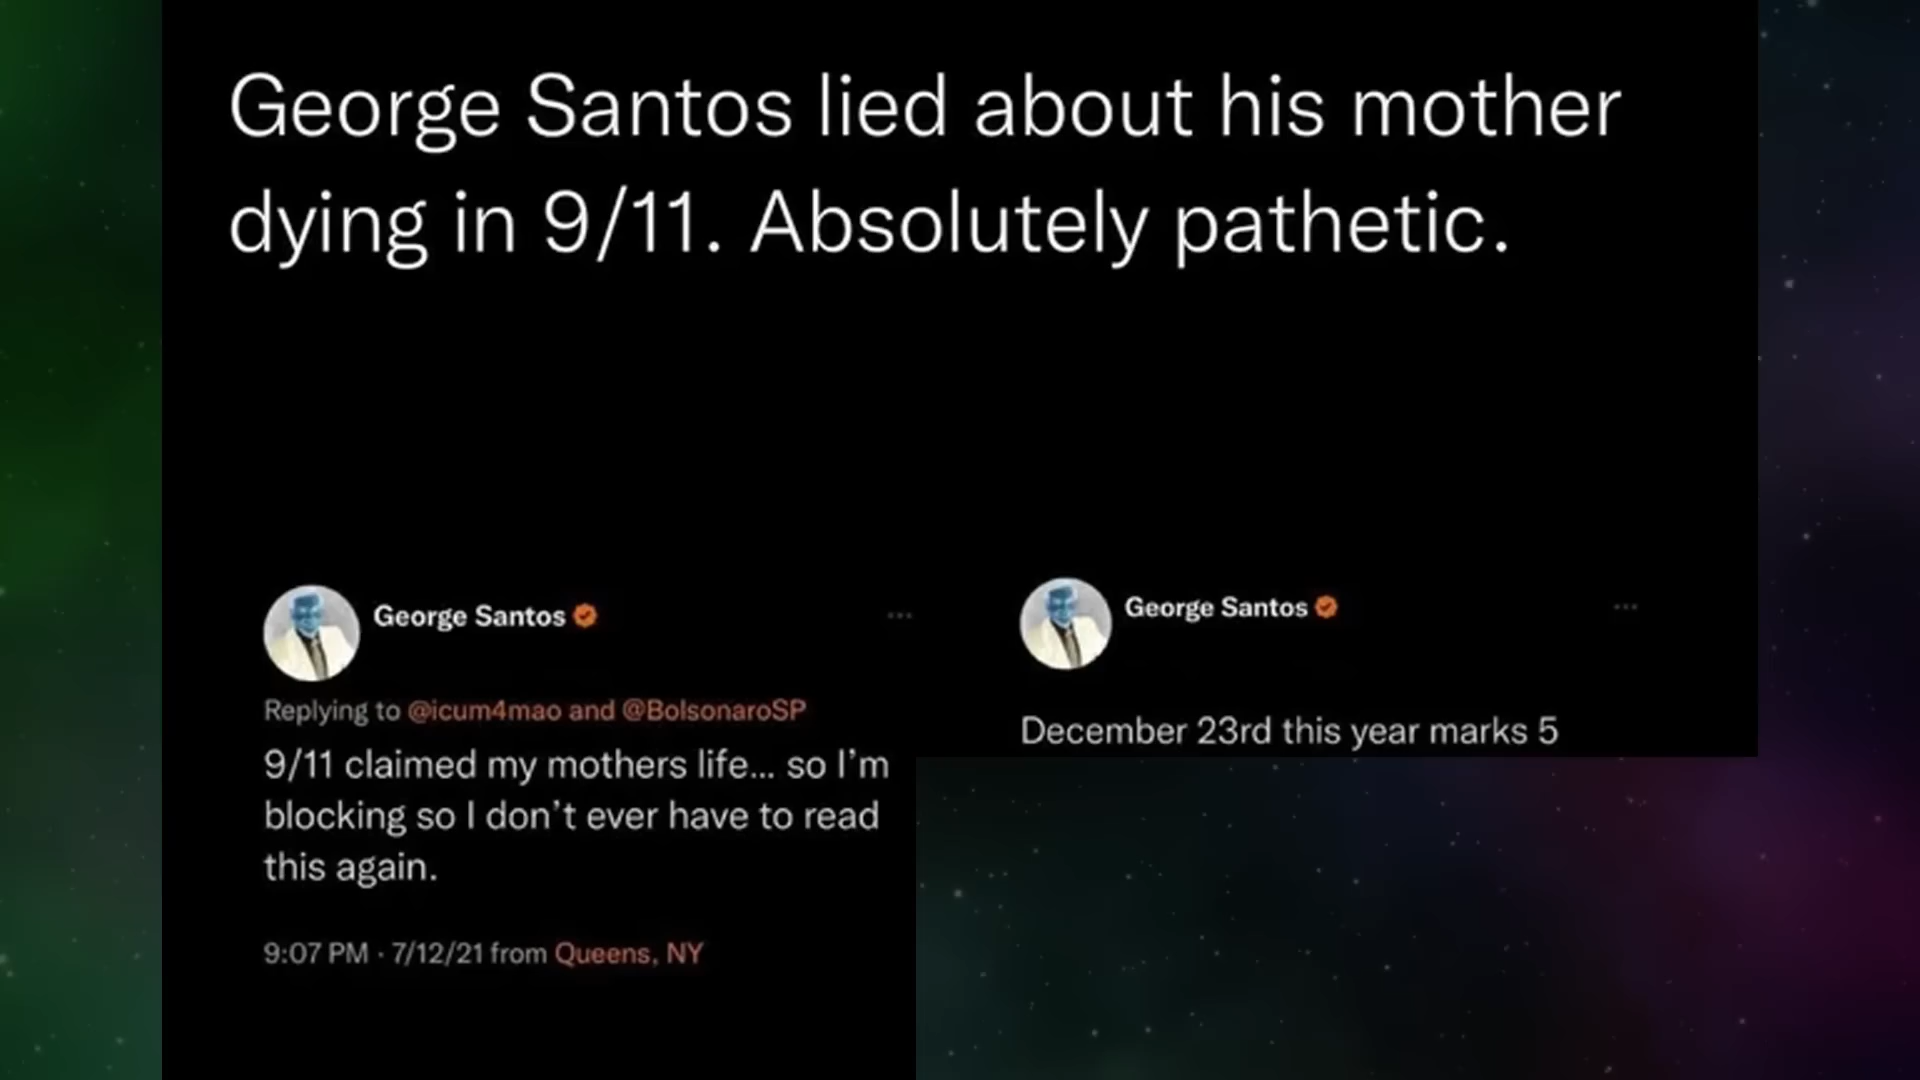 George Santos lied about his mother
dying in 9/11. Absolutely pathetic.
George Santos
Replying to @icum4mao and @BolsonaroSP
9/11 claimed my mothers life... so I'm
blocking so I don't ever have to read
this again.
9:07 PM · 7/12/21 from Queens, NY
George Santos
December 23rd this year marks 5